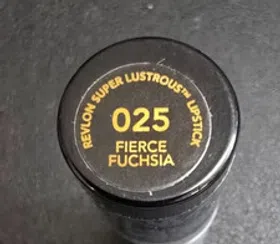 REVLON SUPER LUSTROUS™ LIPSTICK
025
FIERCE
FUCHSIA